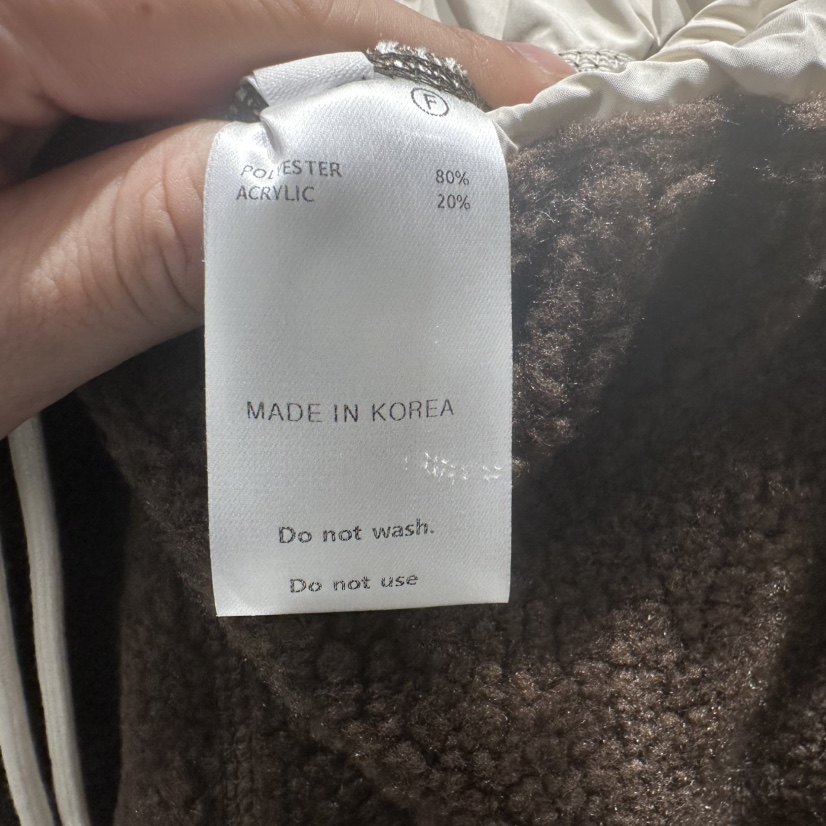 F
POLYESTER 80%
ACRYLIC 20%
MADE IN KOREA
Do not wash.
Do not use